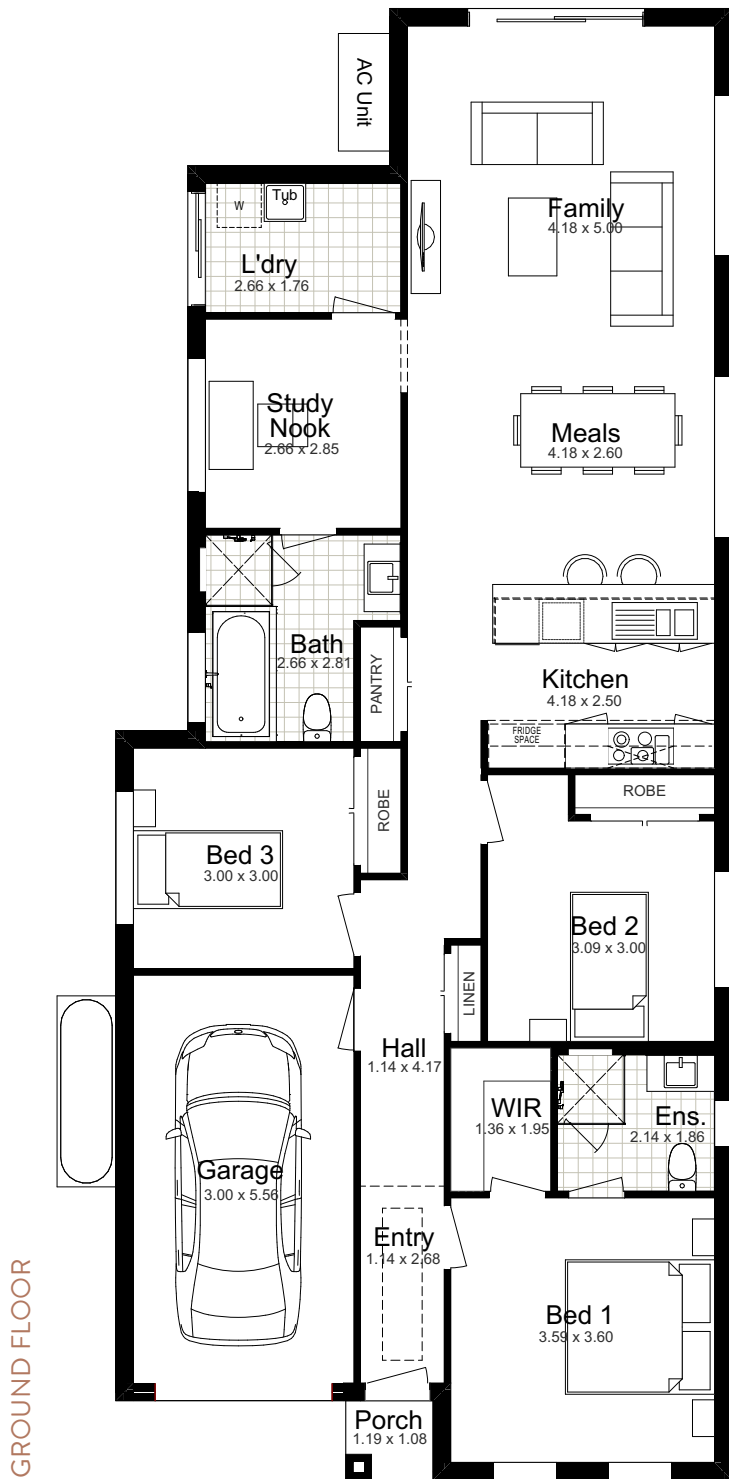 AC Unit
Family
4.18 x 5.00
W
Tub
L'dry
2.66 x 1.76
Study
Nook
2.66 x 2.85
Meals
4.18 x 2.60
Bath
2.66 x 2.81
PANTRY
Kitchen
4.18 x 2.50
FRIDGE
SPACE
ROBE
ROBE
Bed 3
3.00 x 3.00
Bed 2
3.09 x 3.00
LINEN
Hall
1.14 x 4.17
WIR
1.36 x 1.95
Ens.
2.14 x 1.86
Garage
3.00 x 5.56
Entry
1.14 x 2.68
Bed 1
3.59 x 3.60
Porch
1.19 x 1.08
GROUND FLOOR